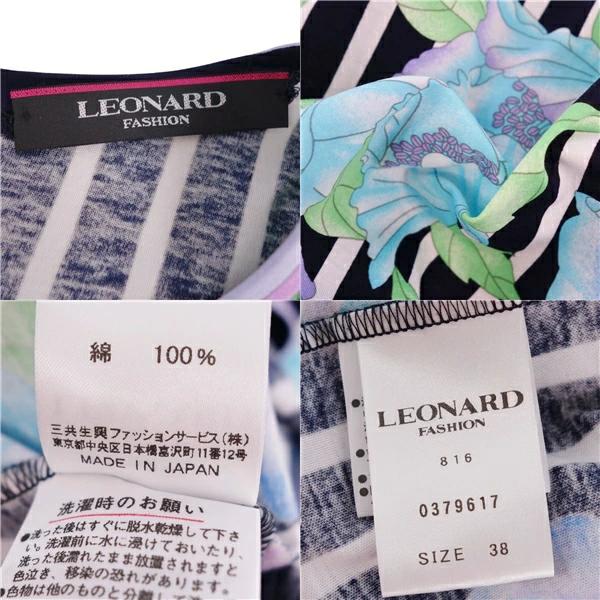 LEONARD
FASHION
綿 100%
三共生興ファッションサービス(株)
東京都中央区日本橋富沢町11番12号
MADE IN JAPAN
洗濯時のお願い
●洗った後はすぐに脱水乾燥して下さ
い。洗濯前に水に浸けておいたり、
洗った後濡れたまま放置されますと
色泣き、移染の恐れがあります。
●色物は他のものと分離して
LEONARD
FASHION
816
0379617
SIZE 38